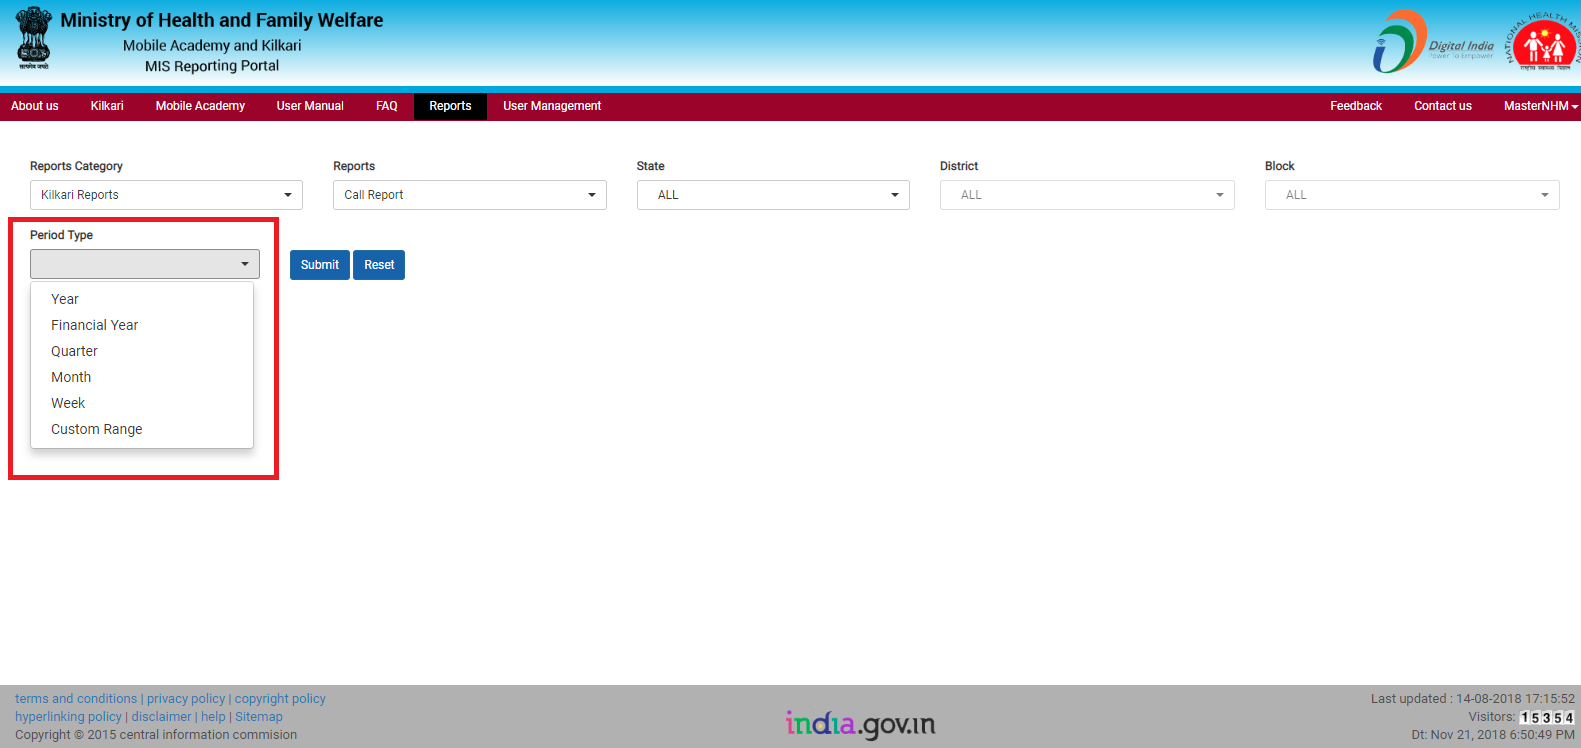 Ministry of Health and Family Welfare
Mobile Academy and Kilkari
MIS Reporting Portal
सत्यमेव जयते
Digital India
Power To Empower
NATIONAL HEALTH MISSION
About us Kilkari Mobile Academy User Manual FAQ Reports User Management Feedback Contact us MasterNHM
Reports Category Reports State District Block
Kilkari Reports Call Report ALL ALL ALL
Period Type
Submit Reset
Year
Financial Year
Quarter
Month
Week
Custom Range
terms and conditions | privacy policy | copyright policy
hyperlinking policy | disclaimer | help | Sitemap
Copyright © 2015 central information commision
india.gov.in
Last updated : 14-08-2018 17:15:52
Visitors: 15354
Dt: Nov 21, 2018 6:50:49 PM